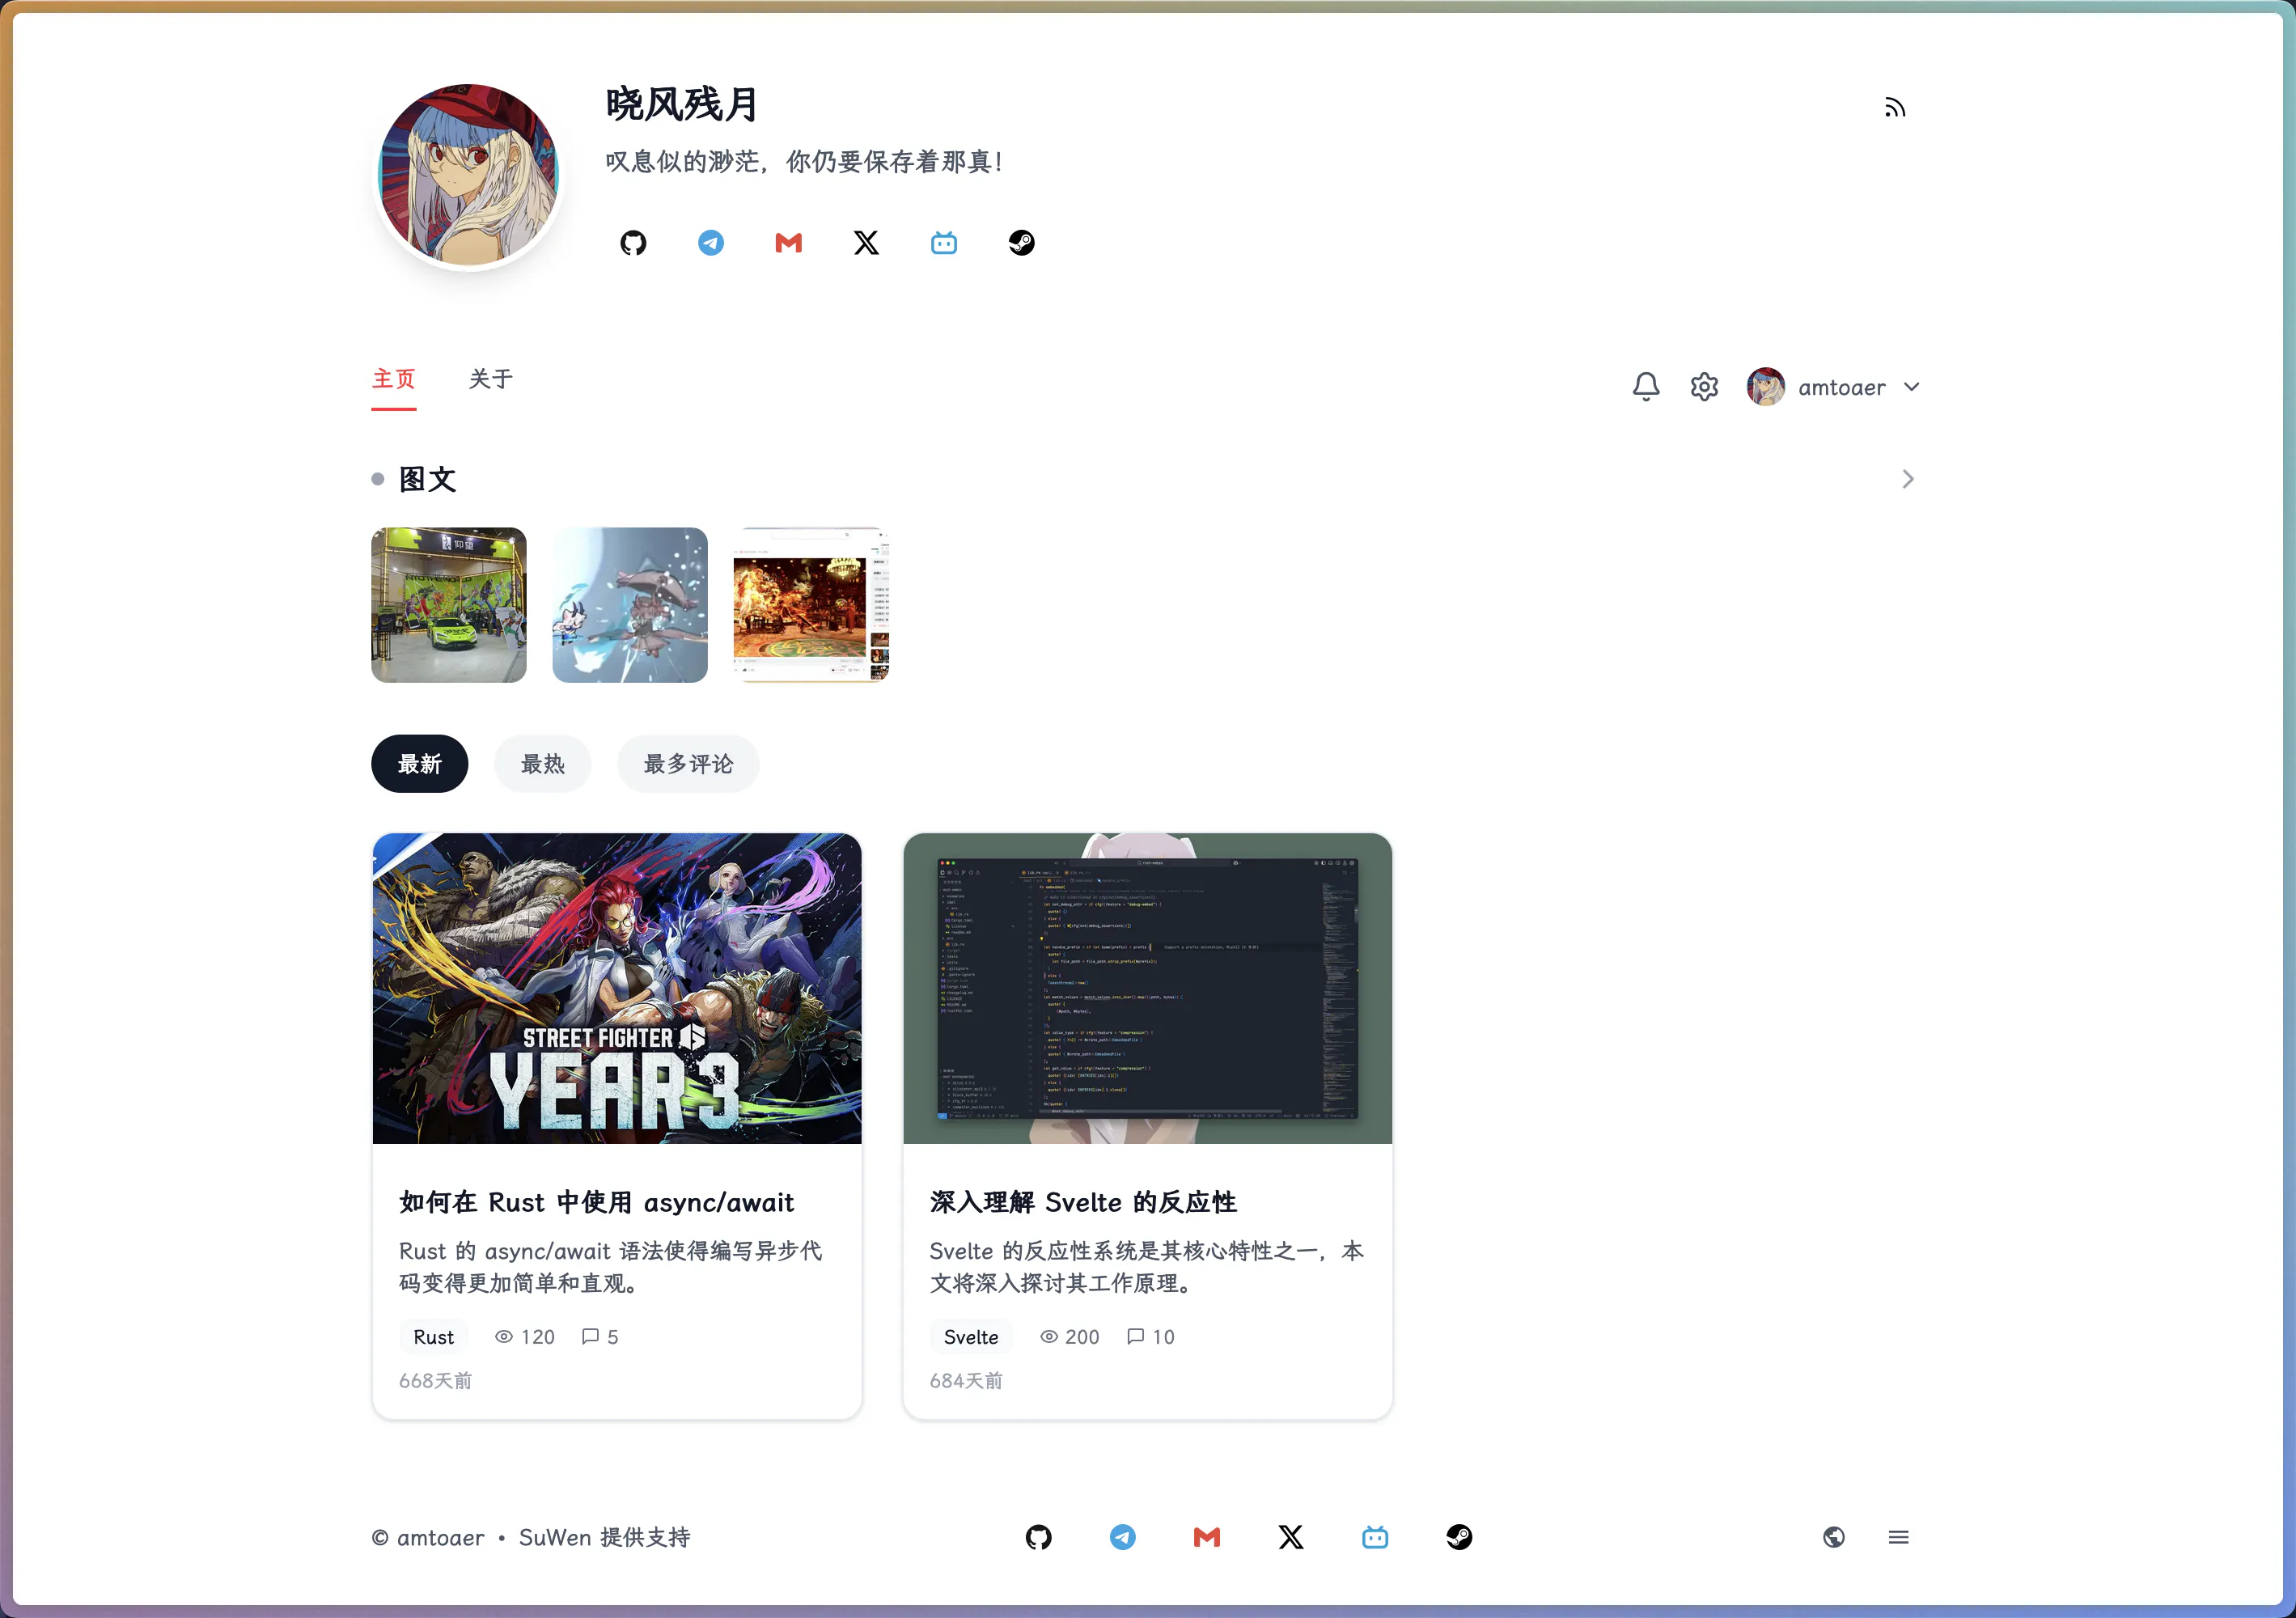 晓风残月
叹息似的渺茫，你仍要保存着那真！
主页
关于
amtoaer
图文
仰望
最新
最热
最多评论
STREET FIGHTER 6
YEAR 3
如何在 Rust 中使用 async/await
Rust 的 async/await 语法使得编写异步代
码变得更加简单和直观。
Rust
120
5
668天前
深入理解 Svelte 的反应性
Svelte 的反应性系统是其核心特性之一，本
文将深入探讨其工作原理。
Svelte
200
10
684天前
© amtoaer • SuWen 提供支持